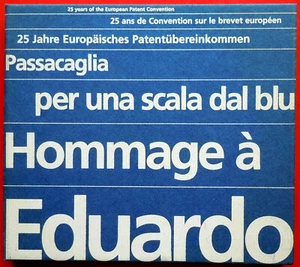 25 years of the European Patent Convention
25 ans de Convention sur le brevet européen
25 Jahre Europäisches Patentübereinkommen
Passacaglia
per una scala dal blu
Hommage à
Eduardo